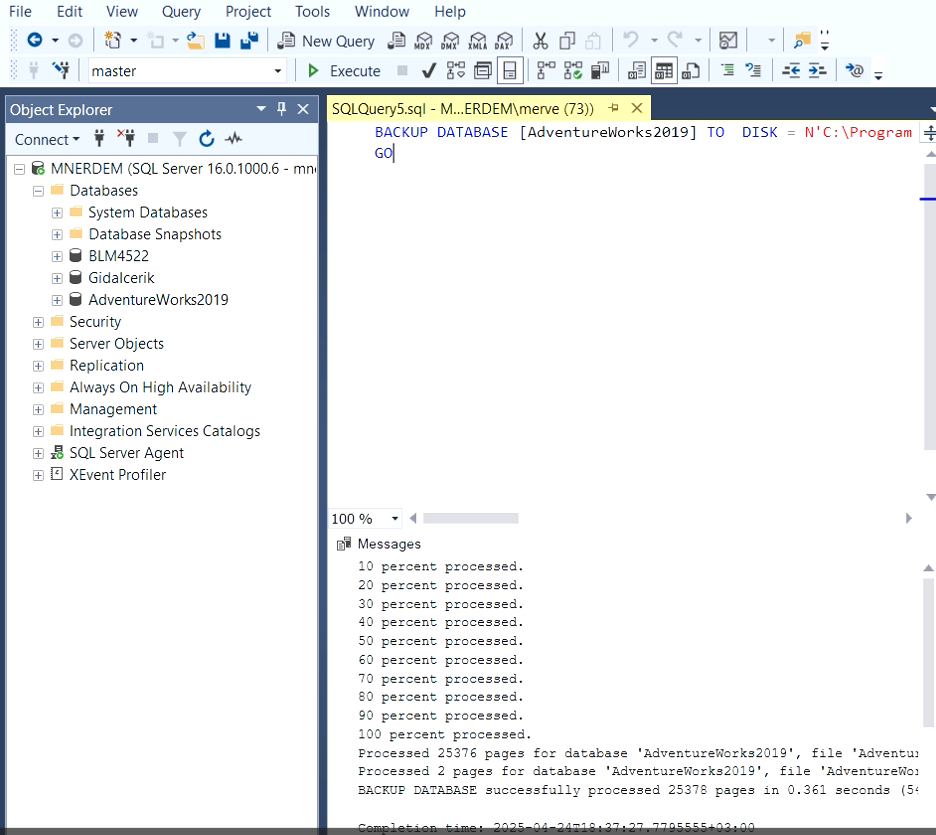 File Edit View Query Project Tools Window Help
New Query MDX DMX XMLA DAX
master Execute
Object Explorer
Connect
MNERDEM (SQL Server 16.0.1000.6 - mne
Databases
System Databases
Database Snapshots
BLM4522
Gidalcerik
AdventureWorks2019
Security
Server Objects
Replication
Always On High Availability
Management
Integration Services Catalogs
SQL Server Agent
XEvent Profiler
SQLQuery5.sql - M...ERDEM\merve (73))
BACKUP DATABASE [AdventureWorks2019] TO  DISK = N'C:\Program
GO
100 %
Messages
10 percent processed.
20 percent processed.
30 percent processed.
40 percent processed.
50 percent processed.
60 percent processed.
70 percent processed.
80 percent processed.
90 percent processed.
100 percent processed.
Processed 25376 pages for database 'AdventureWorks2019', file 'Adventu
Processed 2 pages for database 'AdventureWorks2019', file 'AdventureWo
BACKUP DATABASE successfully processed 25378 pages in 0.361 seconds (54
Completion time: 2025-04-24T18:37:27.7795555+03:00